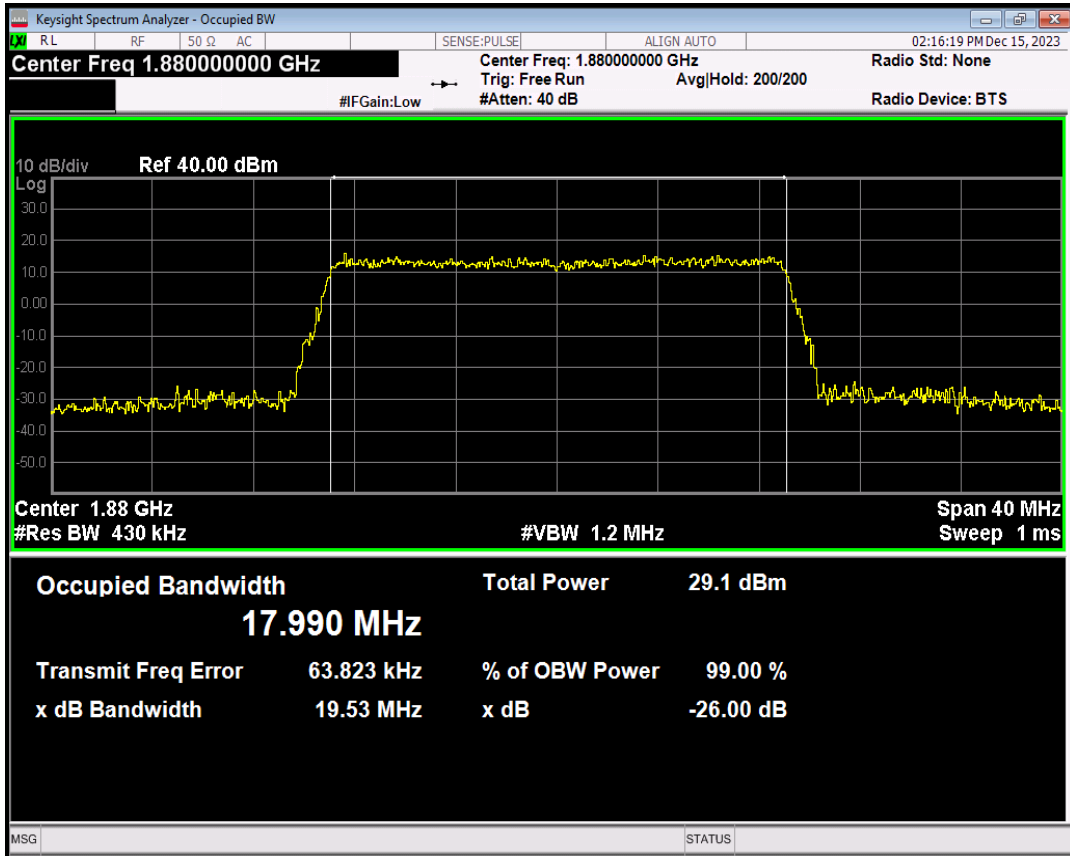 Keysight Spectrum Analyzer - Occupied BW
LXI RL RF 50 Ω AC SENSE:PULSE ALIGN AUTO 02:16:19 PM Dec 15, 2023
Center Freq 1.880000000 GHz Center Freq: 1.880000000 GHz Radio Std: None
Trig: Free Run Avg|Hold: 200/200
#IFGain:Low #Atten: 40 dB Radio Device: BTS
10 dB/div Ref 40.00 dBm
Log
30.0
20.0
10.0
0.00
-10.0
-20.0
-30.0
-40.0
-50.0
Center 1.88 GHz Span 40 MHz
#Res BW 430 kHz #VBW 1.2 MHz Sweep 1 ms
Occupied Bandwidth Total Power 29.1 dBm
17.990 MHz
Transmit Freq Error 63.823 kHz % of OBW Power 99.00 %
x dB Bandwidth 19.53 MHz x dB -26.00 dB
MSG STATUS